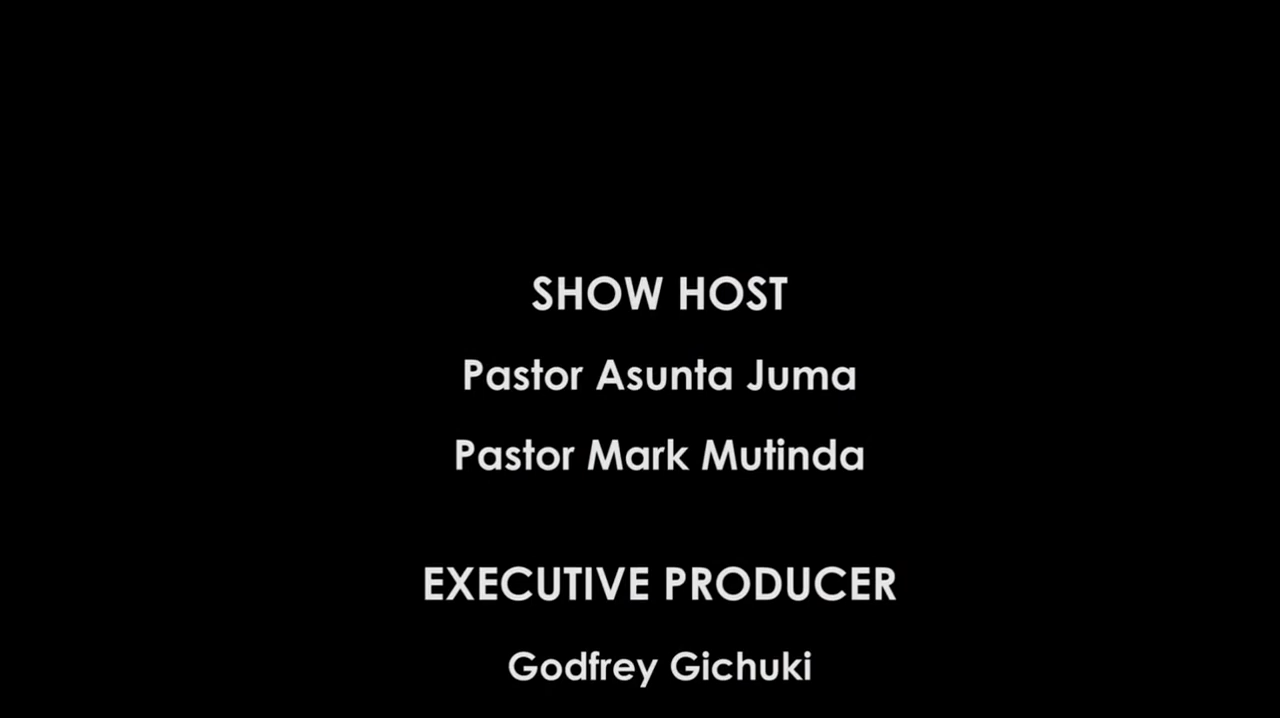 SHOW HOST
Pastor Asunta Juma
Pastor Mark Mutinda
EXECUTIVE PRODUCER
Godfrey Gichuki